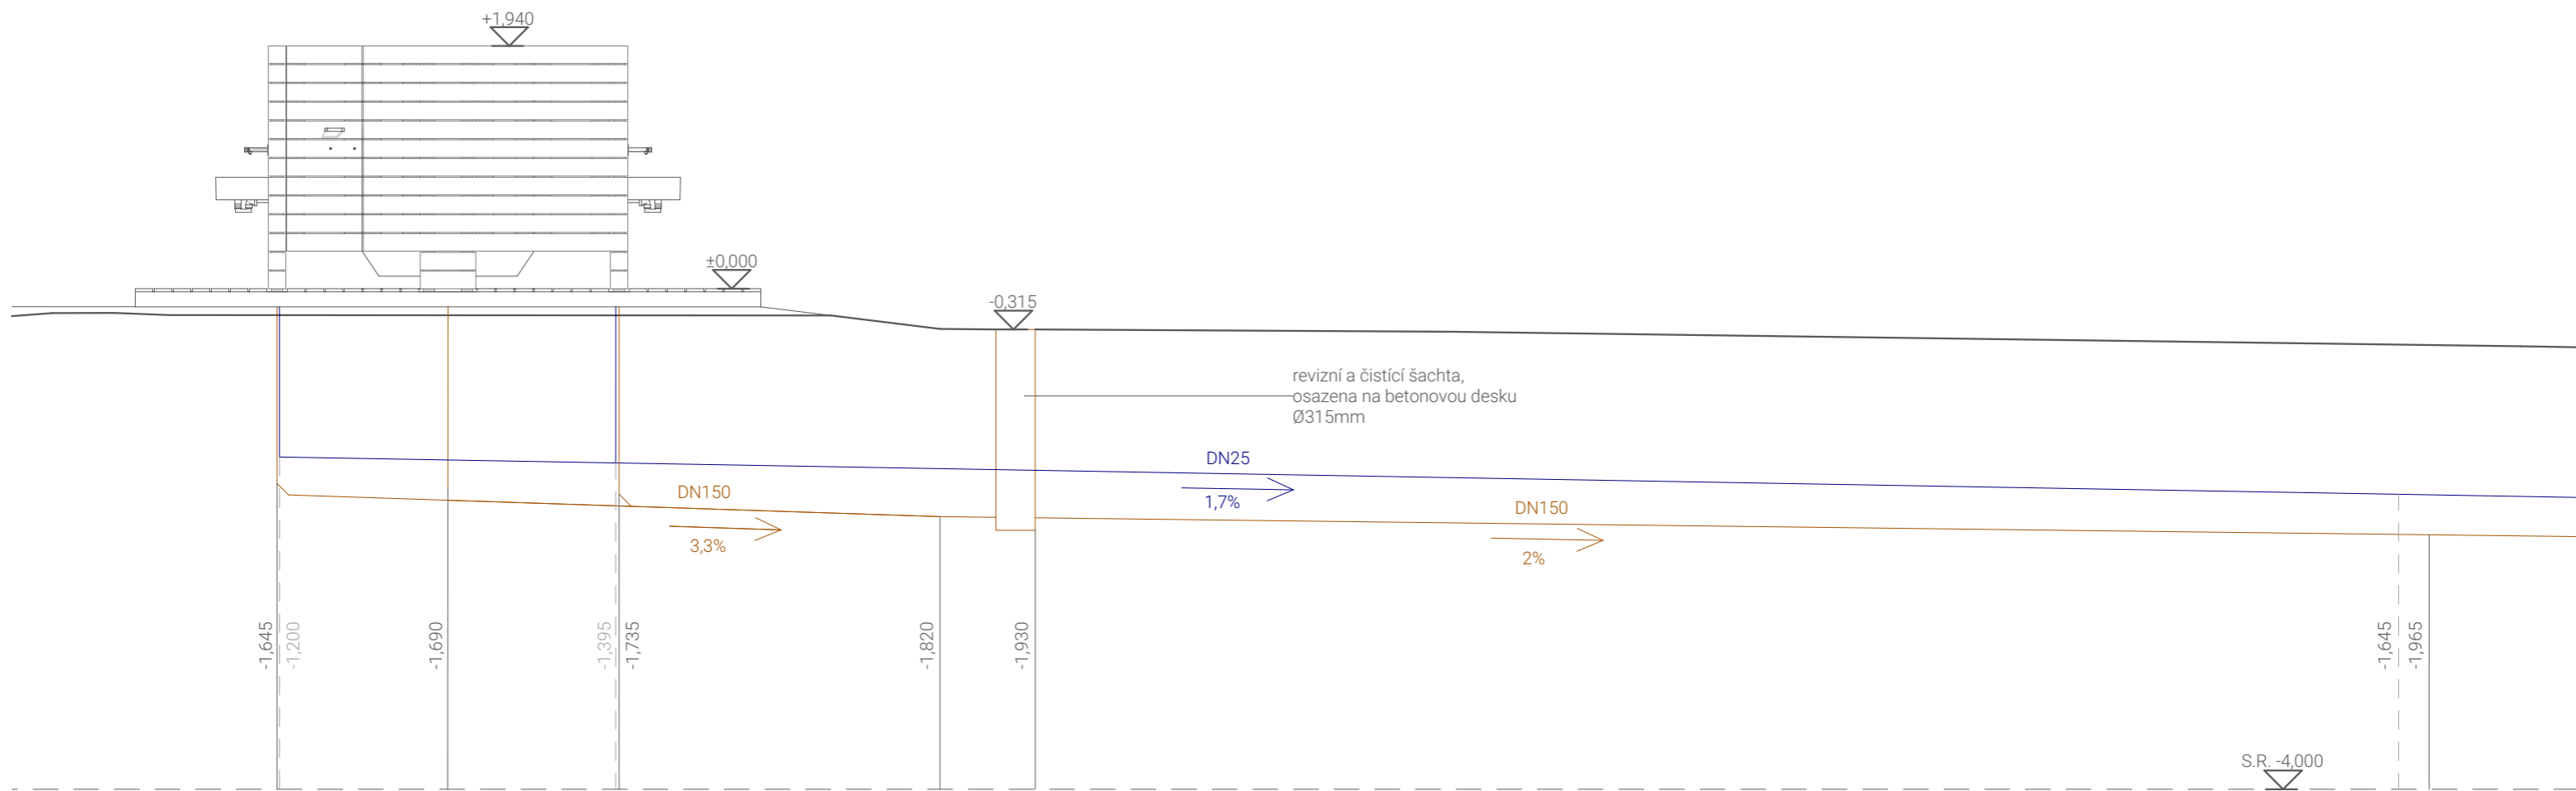 +1,940
±0,000
-0,315
revizní a čistící šachta,
osazena na betonovou desku
Ø315mm
DN25
1,7%
DN150
3,3%
DN150
2%
-1,645
-1,200
-1,690
-1,395
-1,735
-1,820
-1,930
-1,645
-1,965
S.R. -4,000